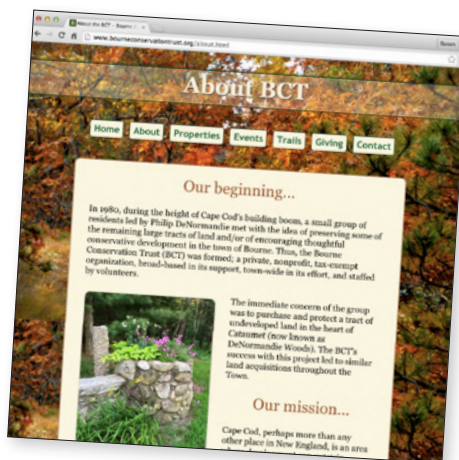 About the BCT - Bourne
www.bourneconservationtrust.org/about.html
About BCT
Home About Properties Events Trails Giving Contact
Our beginning...
In 1980, during the height of Cape Cod's building boom, a small group of
residents led by Philip DeNormandie met with the idea of preserving some of
the remaining large tracts of land and/or of encouraging thoughtful
conservative development in the town of Bourne. Thus, the Bourne
Conservation Trust (BCT) was formed; a private, nonprofit, tax-exempt
organization, broad-based in its support, town-wide in its effort, and staffed
by volunteers.
The immediate concern of the group
was to purchase and protect a tract of
undeveloped land in the heart of
Cataumet (now known as
DeNormandie Woods). The BCT's
success with this project led to similar
land acquisitions throughout the
Town.
Our mission...
Cape Cod, perhaps more than any
other place in New England, is an area